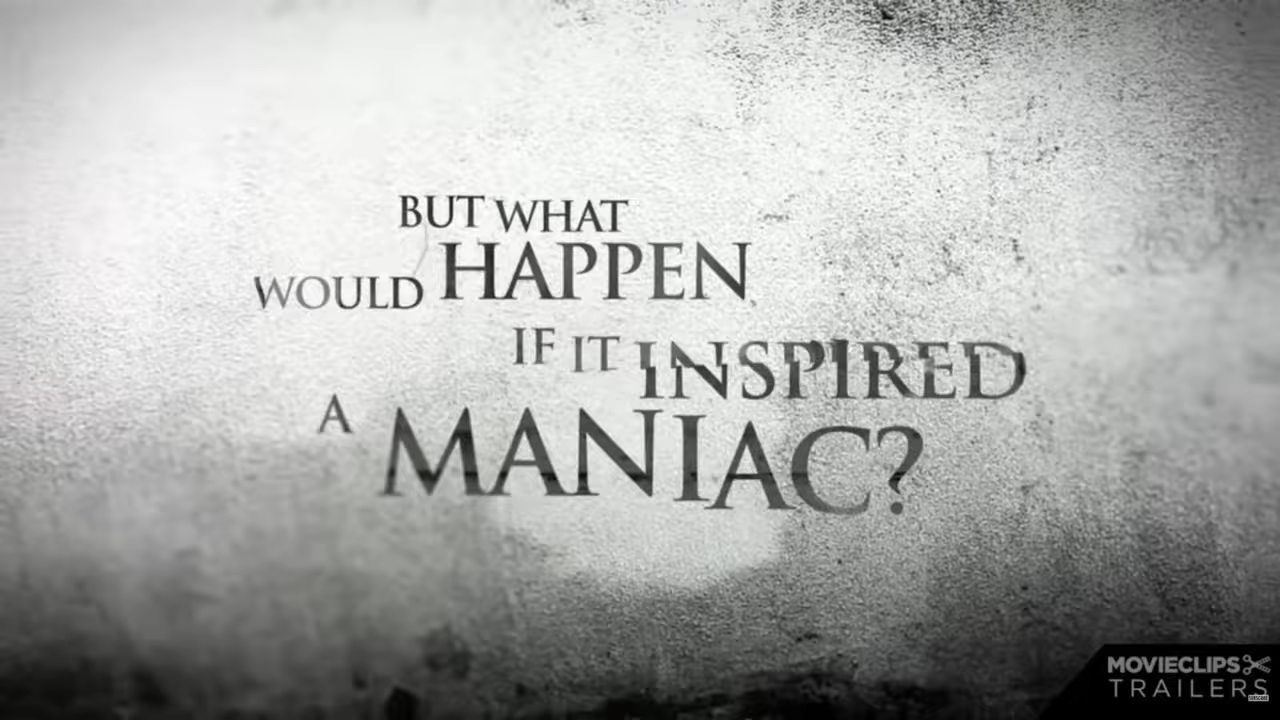 BUT WHAT
WOULD HAPPEN
IF IT INSPIRED
A MANIAC?
MOVIECLIPS
TRAILERS